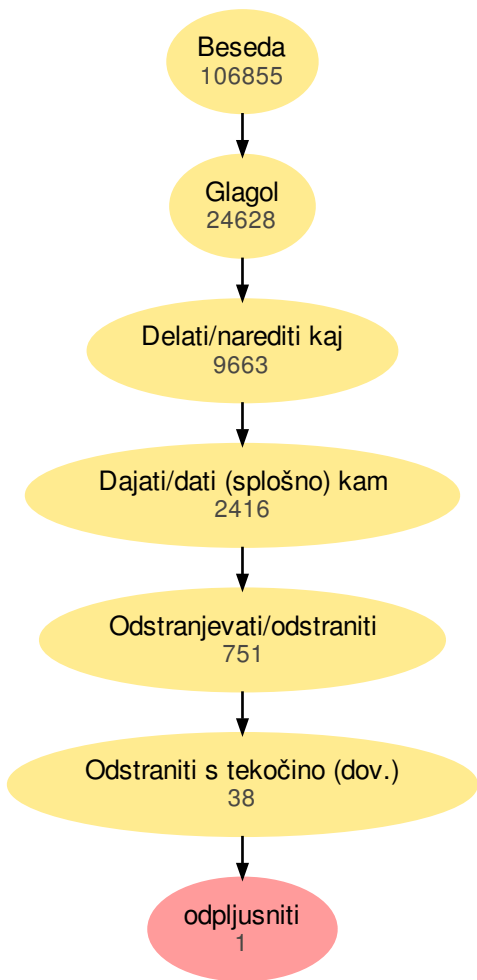 Beseda
106855
Glagol
24628
Delati/narediti kaj
9663
Dajati/dati (splošno) kam
2416
Odstranjevati/odstraniti
751
Odstraniti s tekočino (dov.)
38
odpljusniti
1